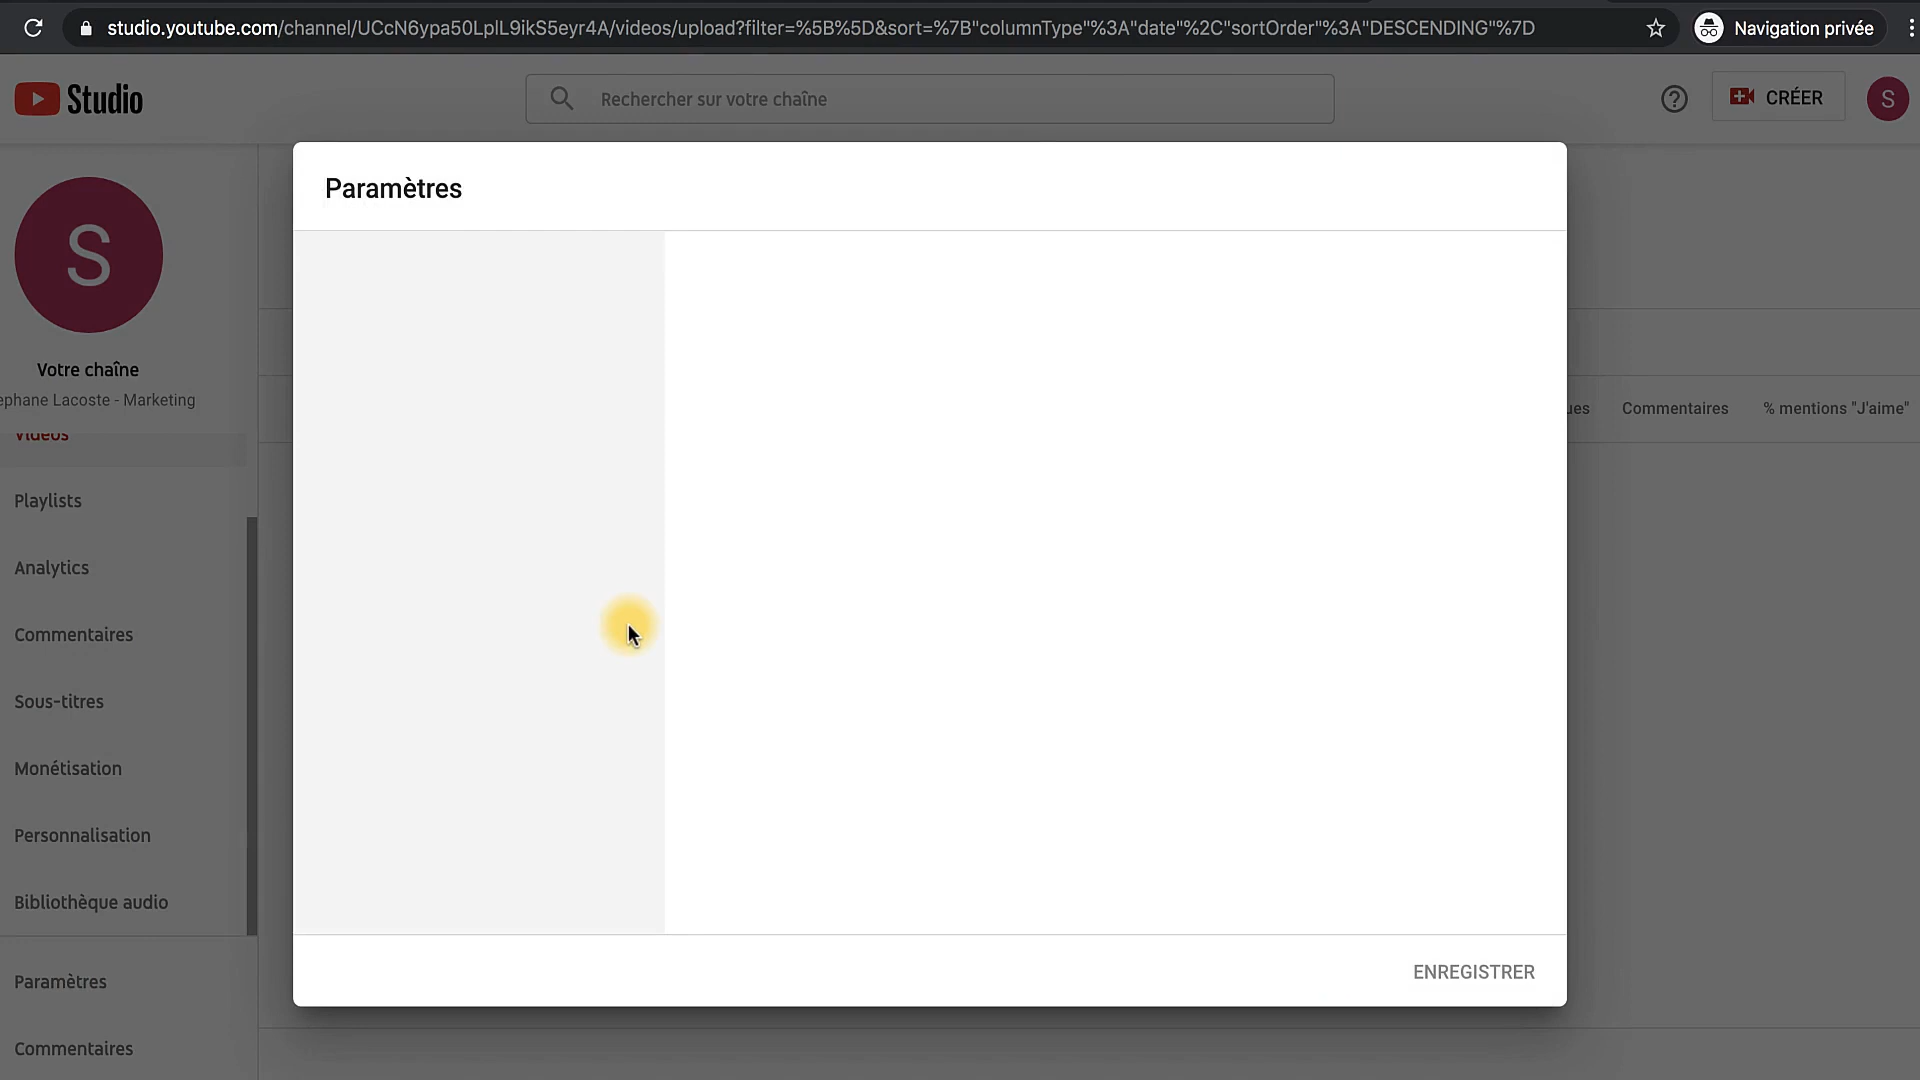 studio.youtube.com/channel/UCcN6ypa50LpIL9ikS5eyr4A/videos/upload?filter=%5B%5D&sort=%7B"columnType"%3A"date"%2C"sortOrder"%3A"DESCENDING"%7D
Navigation privée
Studio
Rechercher sur votre chaîne
CRÉER
S
Paramètres
S
Votre chaîne
ephane Lacoste - Marketing
ues
Commentaires
% mentions "J'aime"
Vidéos
Playlists
Analytics
Commentaires
Sous-titres
Monétisation
Personnalisation
Bibliothèque audio
ENREGISTRER
Paramètres
Commentaires